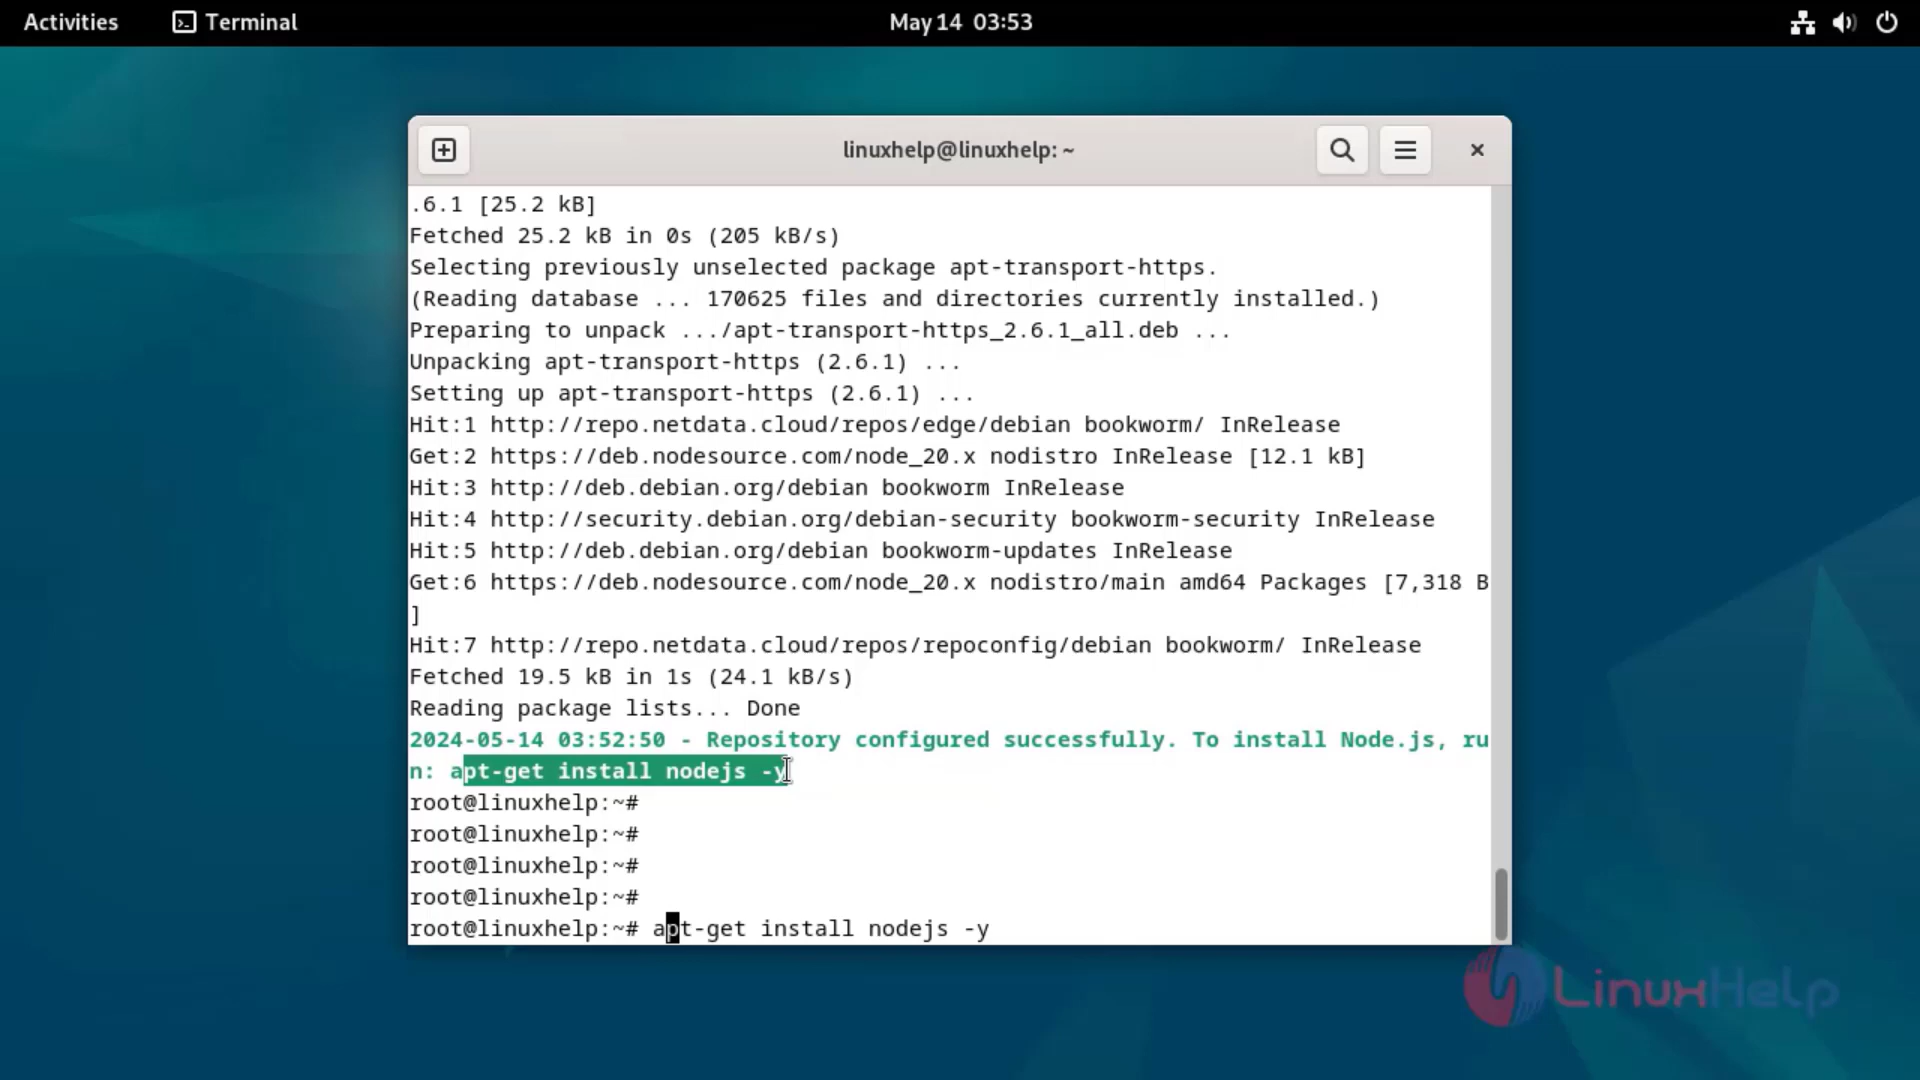 Activities Terminal May 14 03:53
linuxhelp@linuxhelp: ~
.6.1 [25.2 kB]
Fetched 25.2 kB in 0s (205 kB/s)
Selecting previously unselected package apt-transport-https.
(Reading database ... 170625 files and directories currently installed.)
Preparing to unpack .../apt-transport-https_2.6.1_all.deb ...
Unpacking apt-transport-https (2.6.1) ...
Setting up apt-transport-https (2.6.1) ...
Hit:1 http://repo.netdata.cloud/repos/edge/debian bookworm/ InRelease
Get:2 https://deb.nodesource.com/node_20.x nodistro InRelease [12.1 kB]
Hit:3 http://deb.debian.org/debian bookworm InRelease
Hit:4 http://security.debian.org/debian-security bookworm-security InRelease
Hit:5 http://deb.debian.org/debian bookworm-updates InRelease
Get:6 https://deb.nodesource.com/node_20.x nodistro/main amd64 Packages [7,318 B
]
Hit:7 http://repo.netdata.cloud/repos/repoconfig/debian bookworm/ InRelease
Fetched 19.5 kB in 1s (24.1 kB/s)
Reading package lists... Done
2024-05-14 03:52:50 - Repository configured successfully. To install Node.js, ru
n: apt-get install nodejs -y
root@linuxhelp:~#
root@linuxhelp:~#
root@linuxhelp:~#
root@linuxhelp:~#
root@linuxhelp:~# apt-get install nodejs -y
LinuxHelp